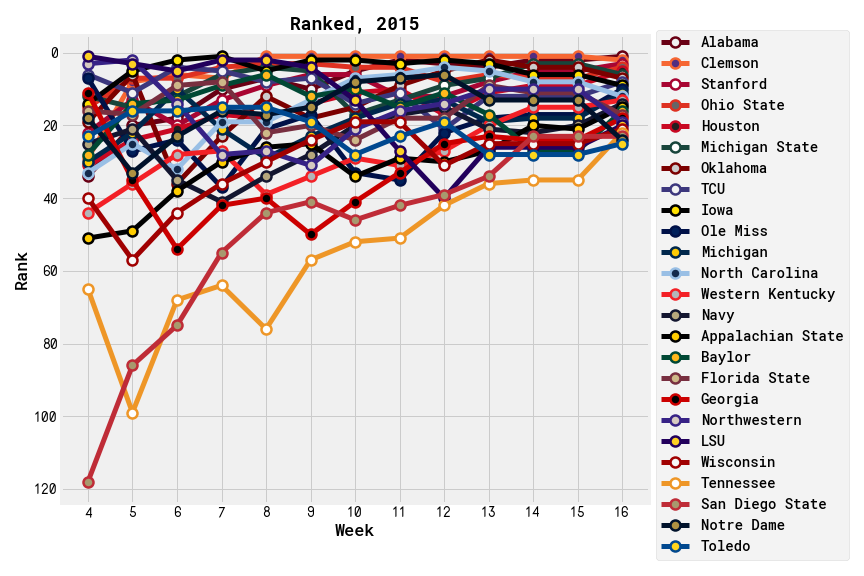 Ranked, 2015
Rank
0
20
40
60
80
100
120
4 5 6 7 8 9 10 11 12 13 14 15 16
Week
Alabama
Clemson
Stanford
Ohio State
Houston
Michigan State
Oklahoma
TCU
Iowa
Ole Miss
Michigan
North Carolina
Western Kentucky
Navy
Appalachian State
Baylor
Florida State
Georgia
Northwestern
LSU
Wisconsin
Tennessee
San Diego State
Notre Dame
Toledo